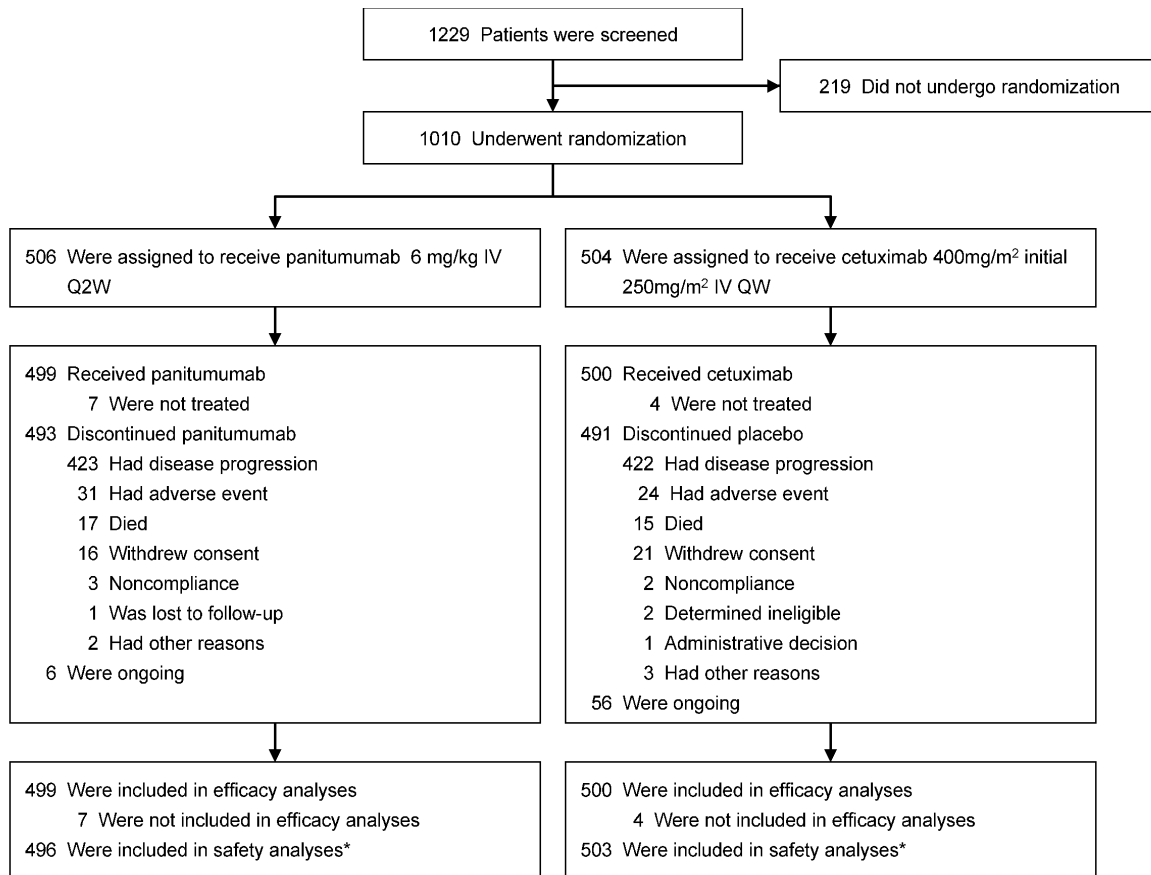 1229 Patients were screened
219 Did not undergo randomization
1010 Underwent randomization
506 Were assigned to receive panitumumab 6 mg/kg IV
Q2W
504 Were assigned to receive cetuximab 400mg/m² initial
250mg/m² IV QW
499 Received panitumumab
7 Were not treated
493 Discontinued panitumumab
423 Had disease progression
31 Had adverse event
17 Died
16 Withdrew consent
3 Noncompliance
1 Was lost to follow-up
2 Had other reasons
6 Were ongoing
500 Received cetuximab
4 Were not treated
491 Discontinued placebo
422 Had disease progression
24 Had adverse event
15 Died
21 Withdrew consent
2 Noncompliance
2 Determined ineligible
1 Administrative decision
3 Had other reasons
56 Were ongoing
499 Were included in efficacy analyses
7 Were not included in efficacy analyses
496 Were included in safety analyses*
500 Were included in efficacy analyses
4 Were not included in efficacy analyses
503 Were included in safety analyses*